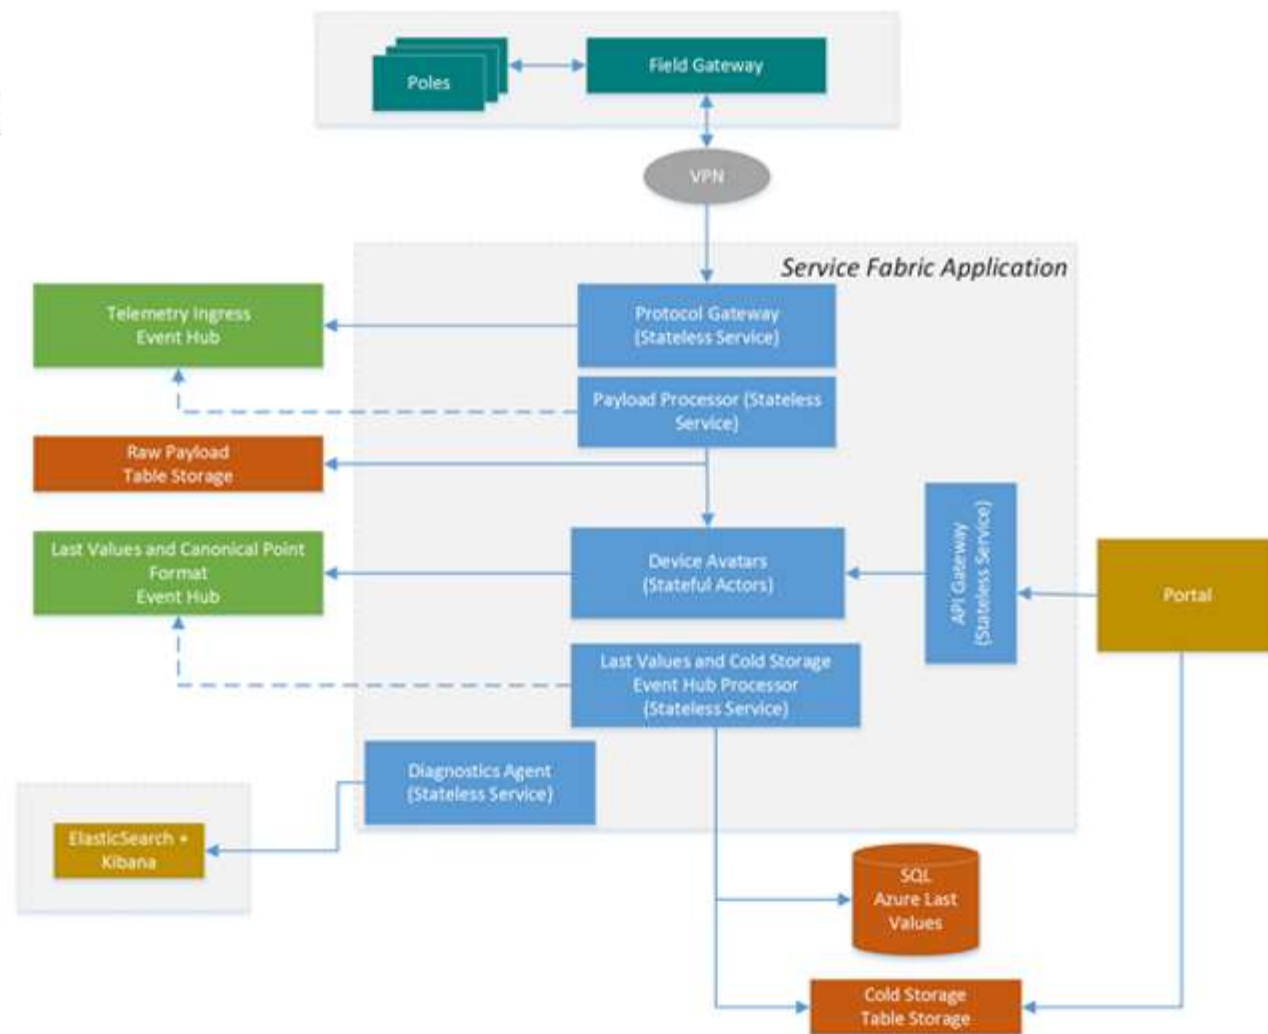 Poles
Field Gateway
VPN
Service Fabric Application
Telemetry Ingress
Event Hub
Protocol Gateway
(Stateless Service)
Payload Processor (Stateless
Service)
Raw Payload
Table Storage
Last Values and Canonical Point
Format
Event Hub
Device Avatars
(Stateful Actors)
API Gateway
(Stateless Service)
Portal
Last Values and Cold Storage
Event Hub Processor
(Stateless Service)
Diagnostics Agent
(Stateless Service)
ElasticSearch +
Kibana
SQL
Azure Last
Values
Cold Storage
Table Storage